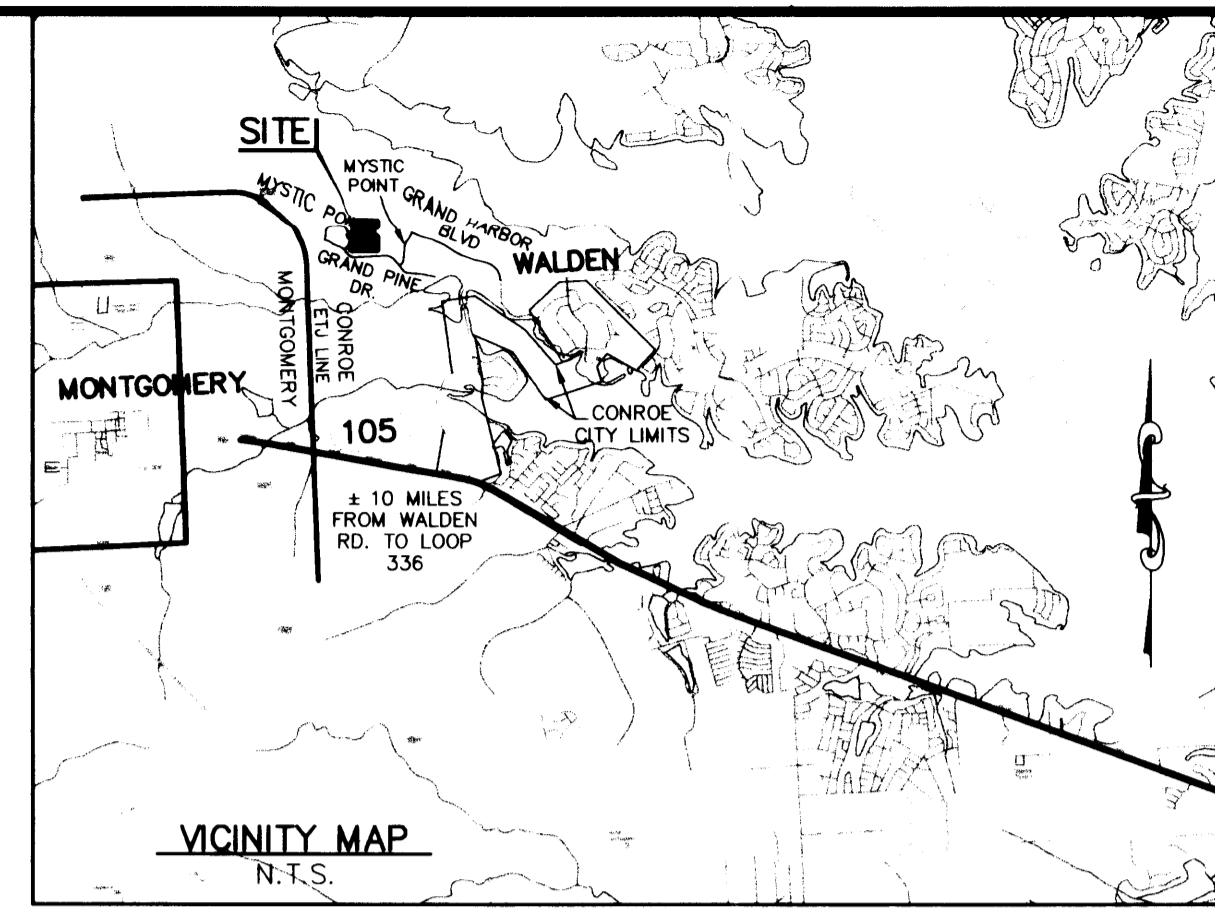 SITE
MYSTIC
POINT
MYSTIC
GRAND HARBOR
BLVD
GRAND PINE
DR.
WALDEN
MONTGOMERY
CONROE
ETJ LINE
MONTGOMERY
105
CONROE
CITY LIMITS
± 10 MILES
FROM WALDEN
RD. TO LOOP
336
VICINITY MAP
N.T.S.